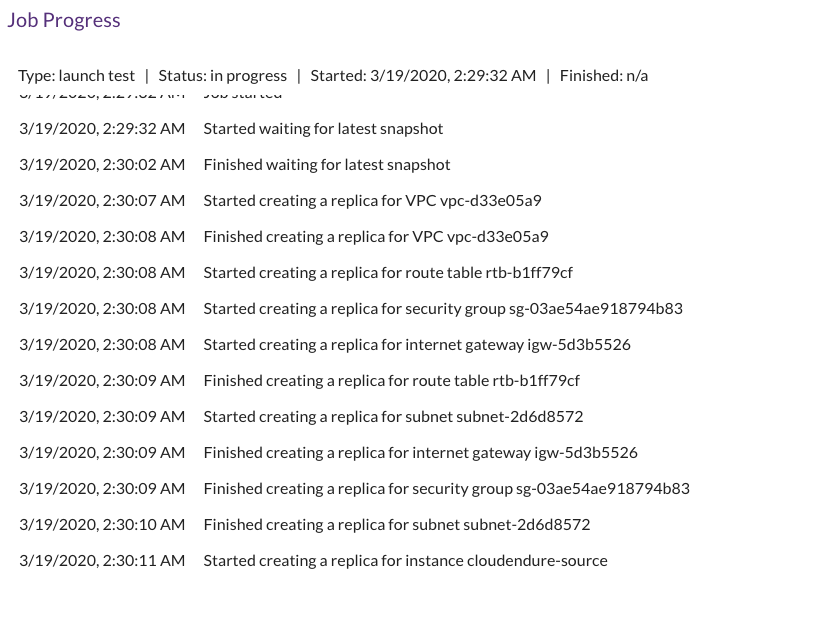 Job Progress
Type: launch test | Status: in progress | Started: 3/19/2020, 2:29:32 AM | Finished: n/a
3/19/2020, 2:29:32 AM Job started
3/19/2020, 2:29:32 AM Started waiting for latest snapshot
3/19/2020, 2:30:02 AM Finished waiting for latest snapshot
3/19/2020, 2:30:07 AM Started creating a replica for VPC vpc-d33e05a9
3/19/2020, 2:30:08 AM Finished creating a replica for VPC vpc-d33e05a9
3/19/2020, 2:30:08 AM Started creating a replica for route table rtb-b1ff79cf
3/19/2020, 2:30:08 AM Started creating a replica for security group sg-03ae54ae918794b83
3/19/2020, 2:30:08 AM Started creating a replica for internet gateway igw-5d3b5526
3/19/2020, 2:30:09 AM Finished creating a replica for route table rtb-b1ff79cf
3/19/2020, 2:30:09 AM Started creating a replica for subnet subnet-2d6d8572
3/19/2020, 2:30:09 AM Finished creating a replica for internet gateway igw-5d3b5526
3/19/2020, 2:30:09 AM Finished creating a replica for security group sg-03ae54ae918794b83
3/19/2020, 2:30:10 AM Finished creating a replica for subnet subnet-2d6d8572
3/19/2020, 2:30:11 AM Started creating a replica for instance cloudendure-source